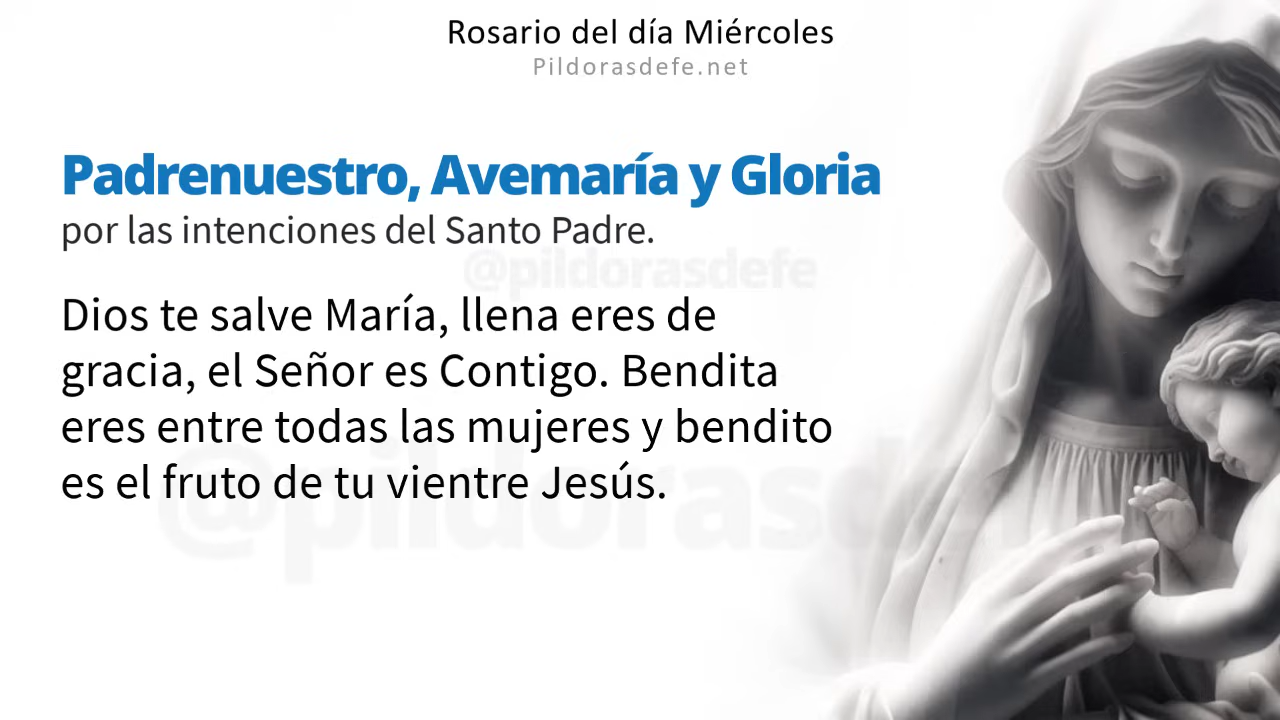 Rosario del día Miércoles
Pildorasdefe.net
Padrenuestro, Avemaría y Gloria
por las intenciones del Santo Padre.
@pildorasdefe
Dios te salve María, llena eres de
gracia, el Señor es Contigo. Bendita
eres entre todas las mujeres y bendito
es el fruto de tu vientre Jesús.
@pildorasdefe